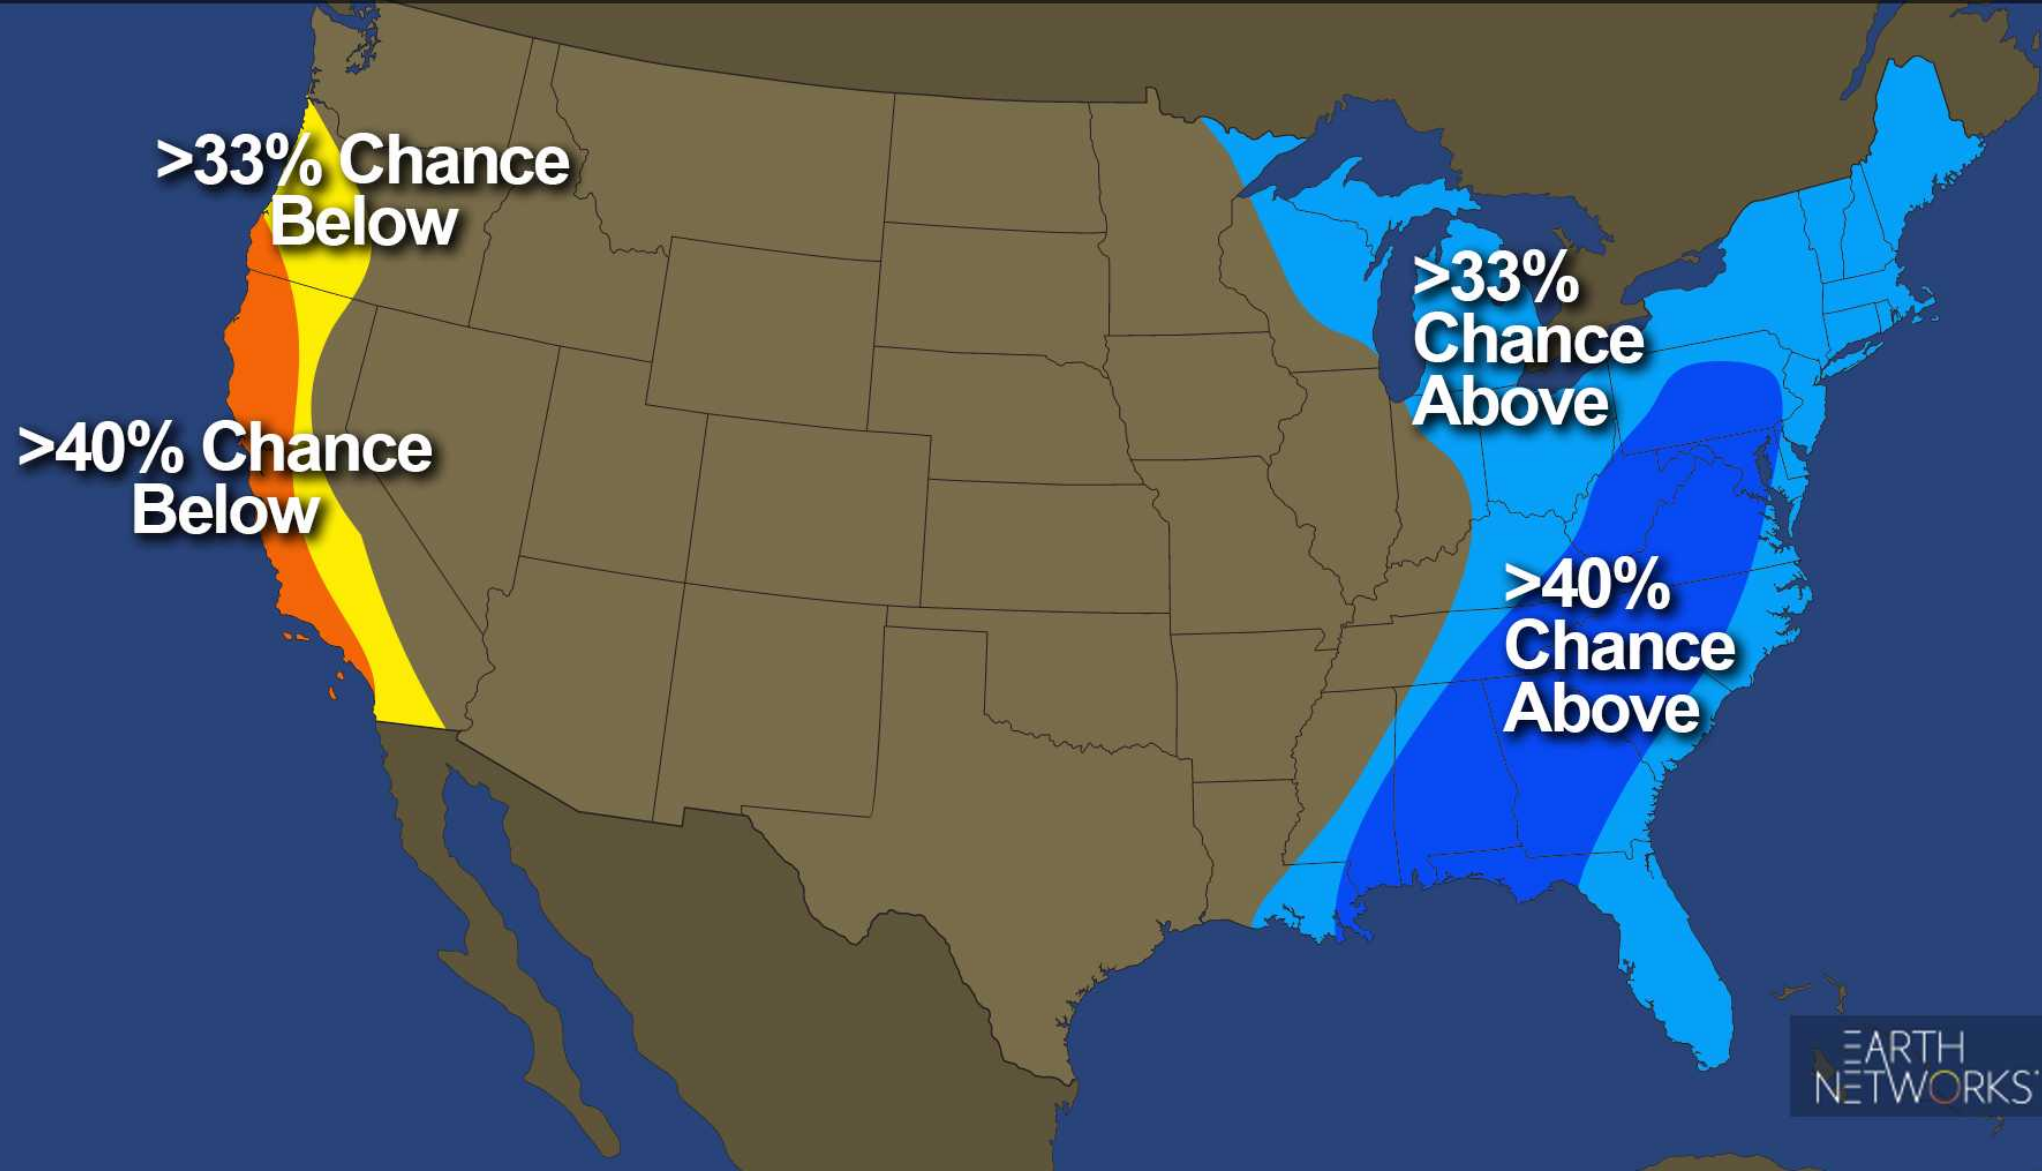 >33% Chance
Below
>40% Chance
Below
>33%
Chance
Above
>40%
Chance
Above
EARTH
NETWORKS